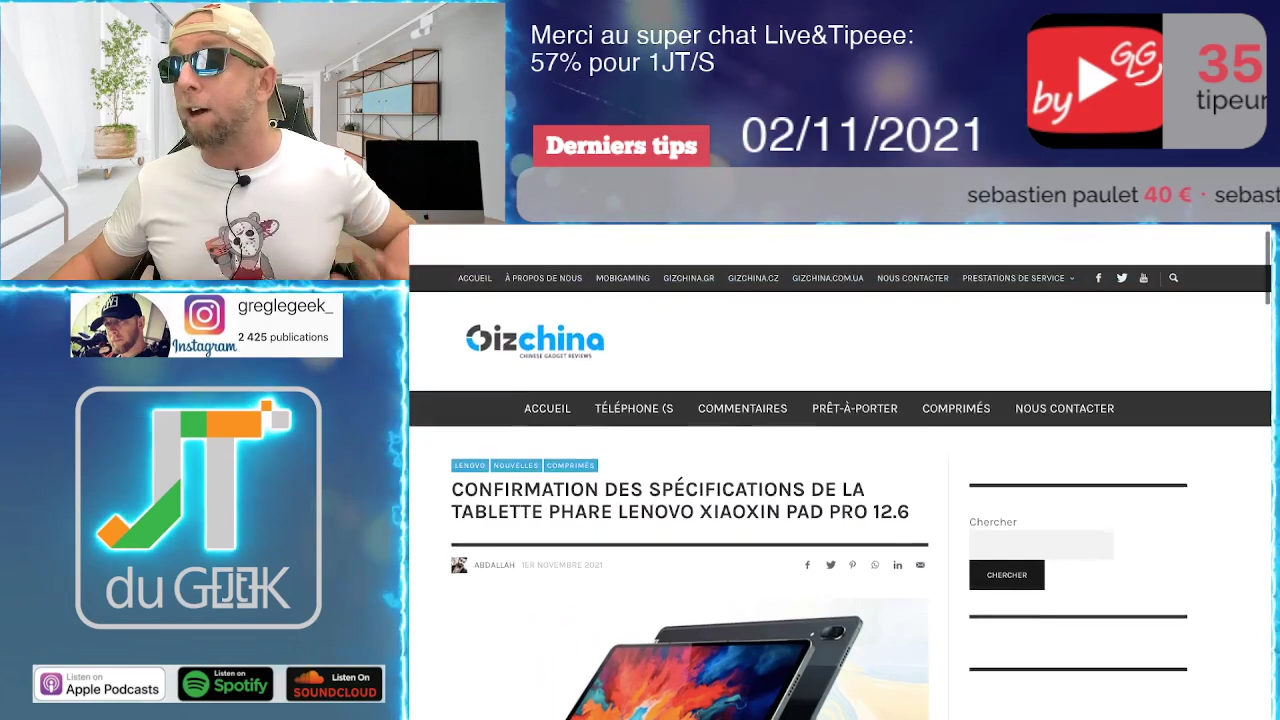 Merci au super chat Live&Tipeee:
57% pour 1JT/S
Derniers tips
02/11/2021
by GLG
35
tipeur
sebastien paulet 40 € · sebast
greglegeek_
2 425 publications
Instagram
JT
du GEEK
Listen on
Apple Podcasts
Listen on
Spotify
Listen On
SOUNDCLOUD
ACCUEIL À PROPOS DE NOUS MOBIGAMING GIZCHINA.GR GIZCHINA.CZ GIZCHINA.COM.UA NOUS CONTACTER PRESTATIONS DE SERVICE
Gizchina
CHINESE GADGET REVIEWS
ACCUEIL TÉLÉPHONE (S COMMENTAIRES PRÊT-À-PORTER COMPRIMÉS NOUS CONTACTER
LENOVO NOUVELLES COMPRIMÉS
CONFIRMATION DES SPÉCIFICATIONS DE LA
TABLETTE PHARE LENOVO XIAOXIN PAD PRO 12.6
ABDALLAH 1ER NOVEMBRE 2021
Chercher
CHERCHER